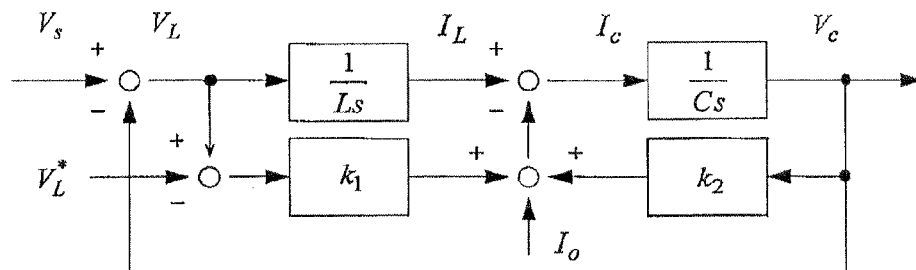 V_s + V_L I_L + I_c V_c
1/Ls 1/Cs
− −
+ + +
V_L^* − k_1 k_2
I_o